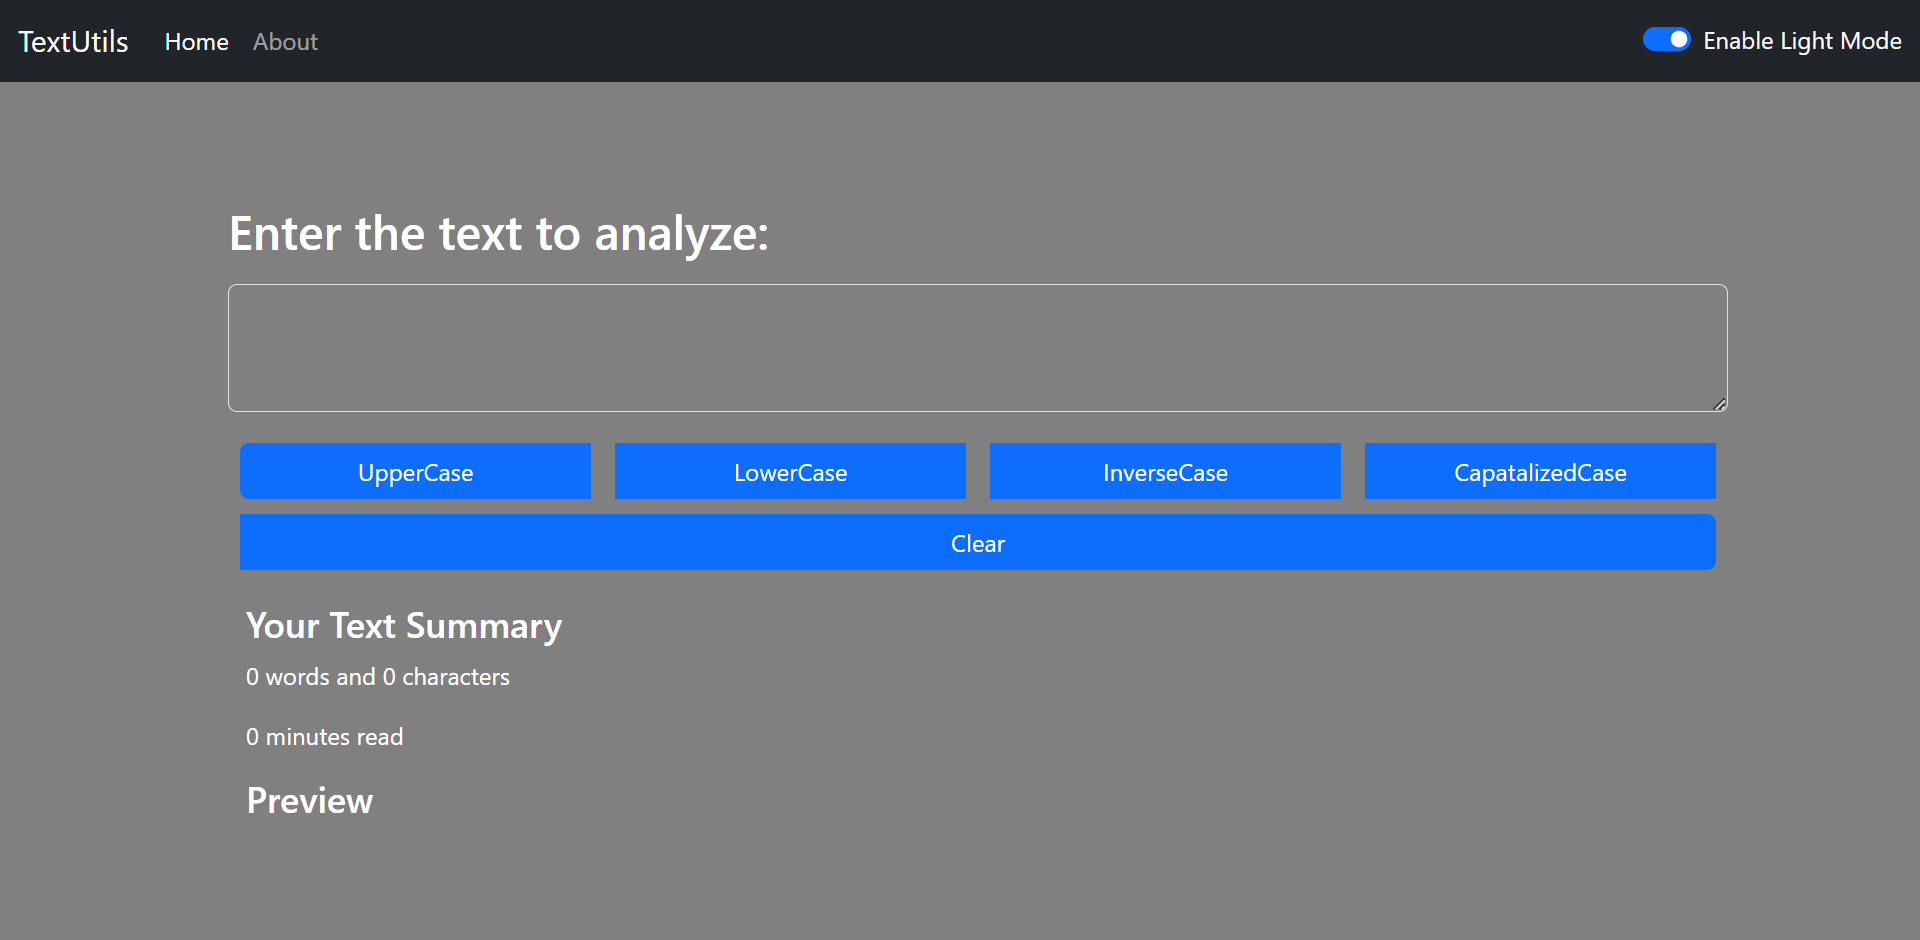 TextUtils Home About Enable Light Mode
Enter the text to analyze:
UpperCase LowerCase InverseCase CapatalizedCase
Clear
Your Text Summary
0 words and 0 characters
0 minutes read
Preview